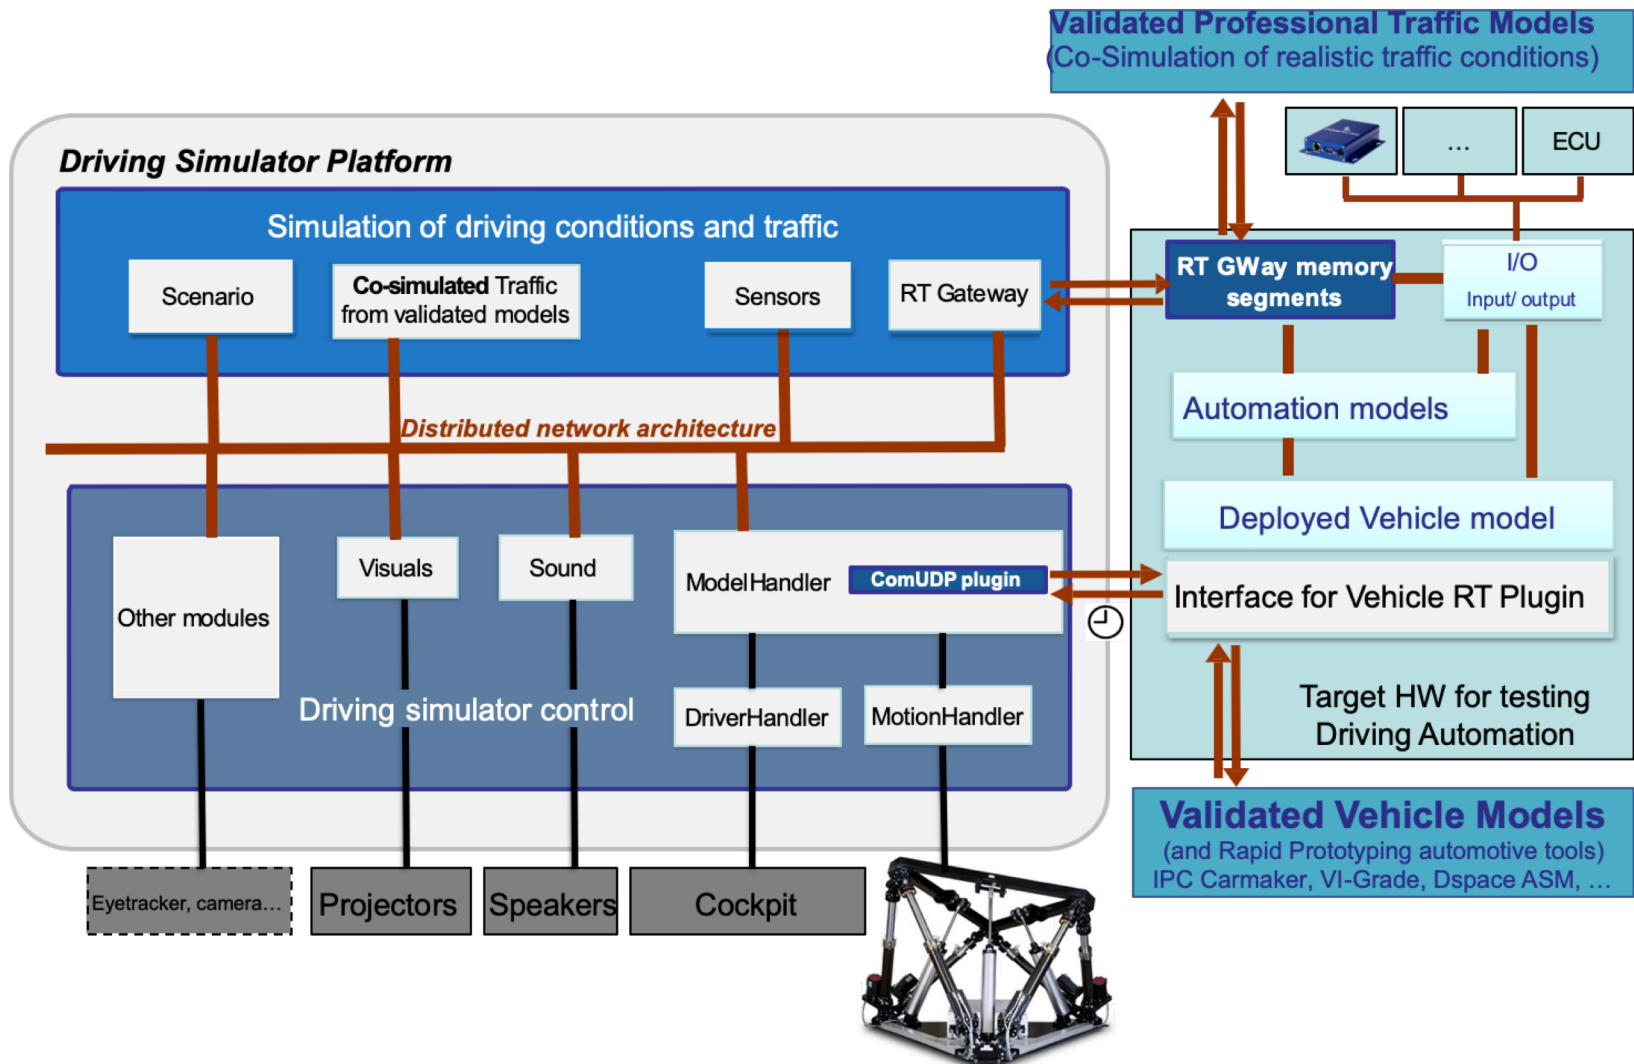 Validated Professional Traffic Models
(Co-Simulation of realistic traffic conditions)
...
ECU
Driving Simulator Platform
Simulation of driving conditions and traffic
Scenario
Co-simulated Traffic
from validated models
Sensors
RT Gateway
RT GWay memory
segments
I/O
Input/ output
Distributed network architecture
Automation models
Other modules
Visuals
Sound
ModelHandler
ComUDP plugin
Deployed Vehicle model
Interface for Vehicle RT Plugin
Driving simulator control
DriverHandler
MotionHandler
Target HW for testing
Driving Automation
Validated Vehicle Models
(and Rapid Prototyping automotive tools)
IPC Carmaker, VI-Grade, Dspace ASM, ...
Eyetracker, camera...
Projectors
Speakers
Cockpit